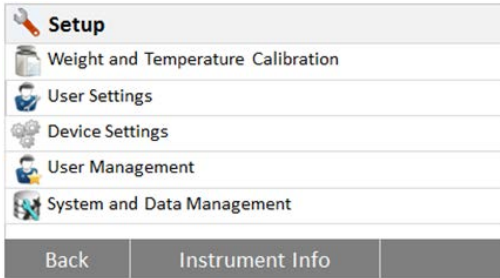 Setup
Weight and Temperature Calibration
User Settings
Device Settings
User Management
System and Data Management
Back Instrument Info